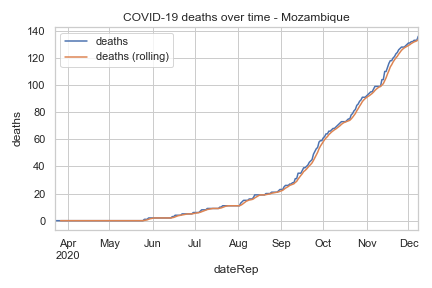 COVID-19 deaths over time - Mozambique
140
120
100
80
60
40
20
0
deaths
deaths
deaths (rolling)
Apr May Jun Jul Aug Sep Oct Nov Dec
2020
dateRep